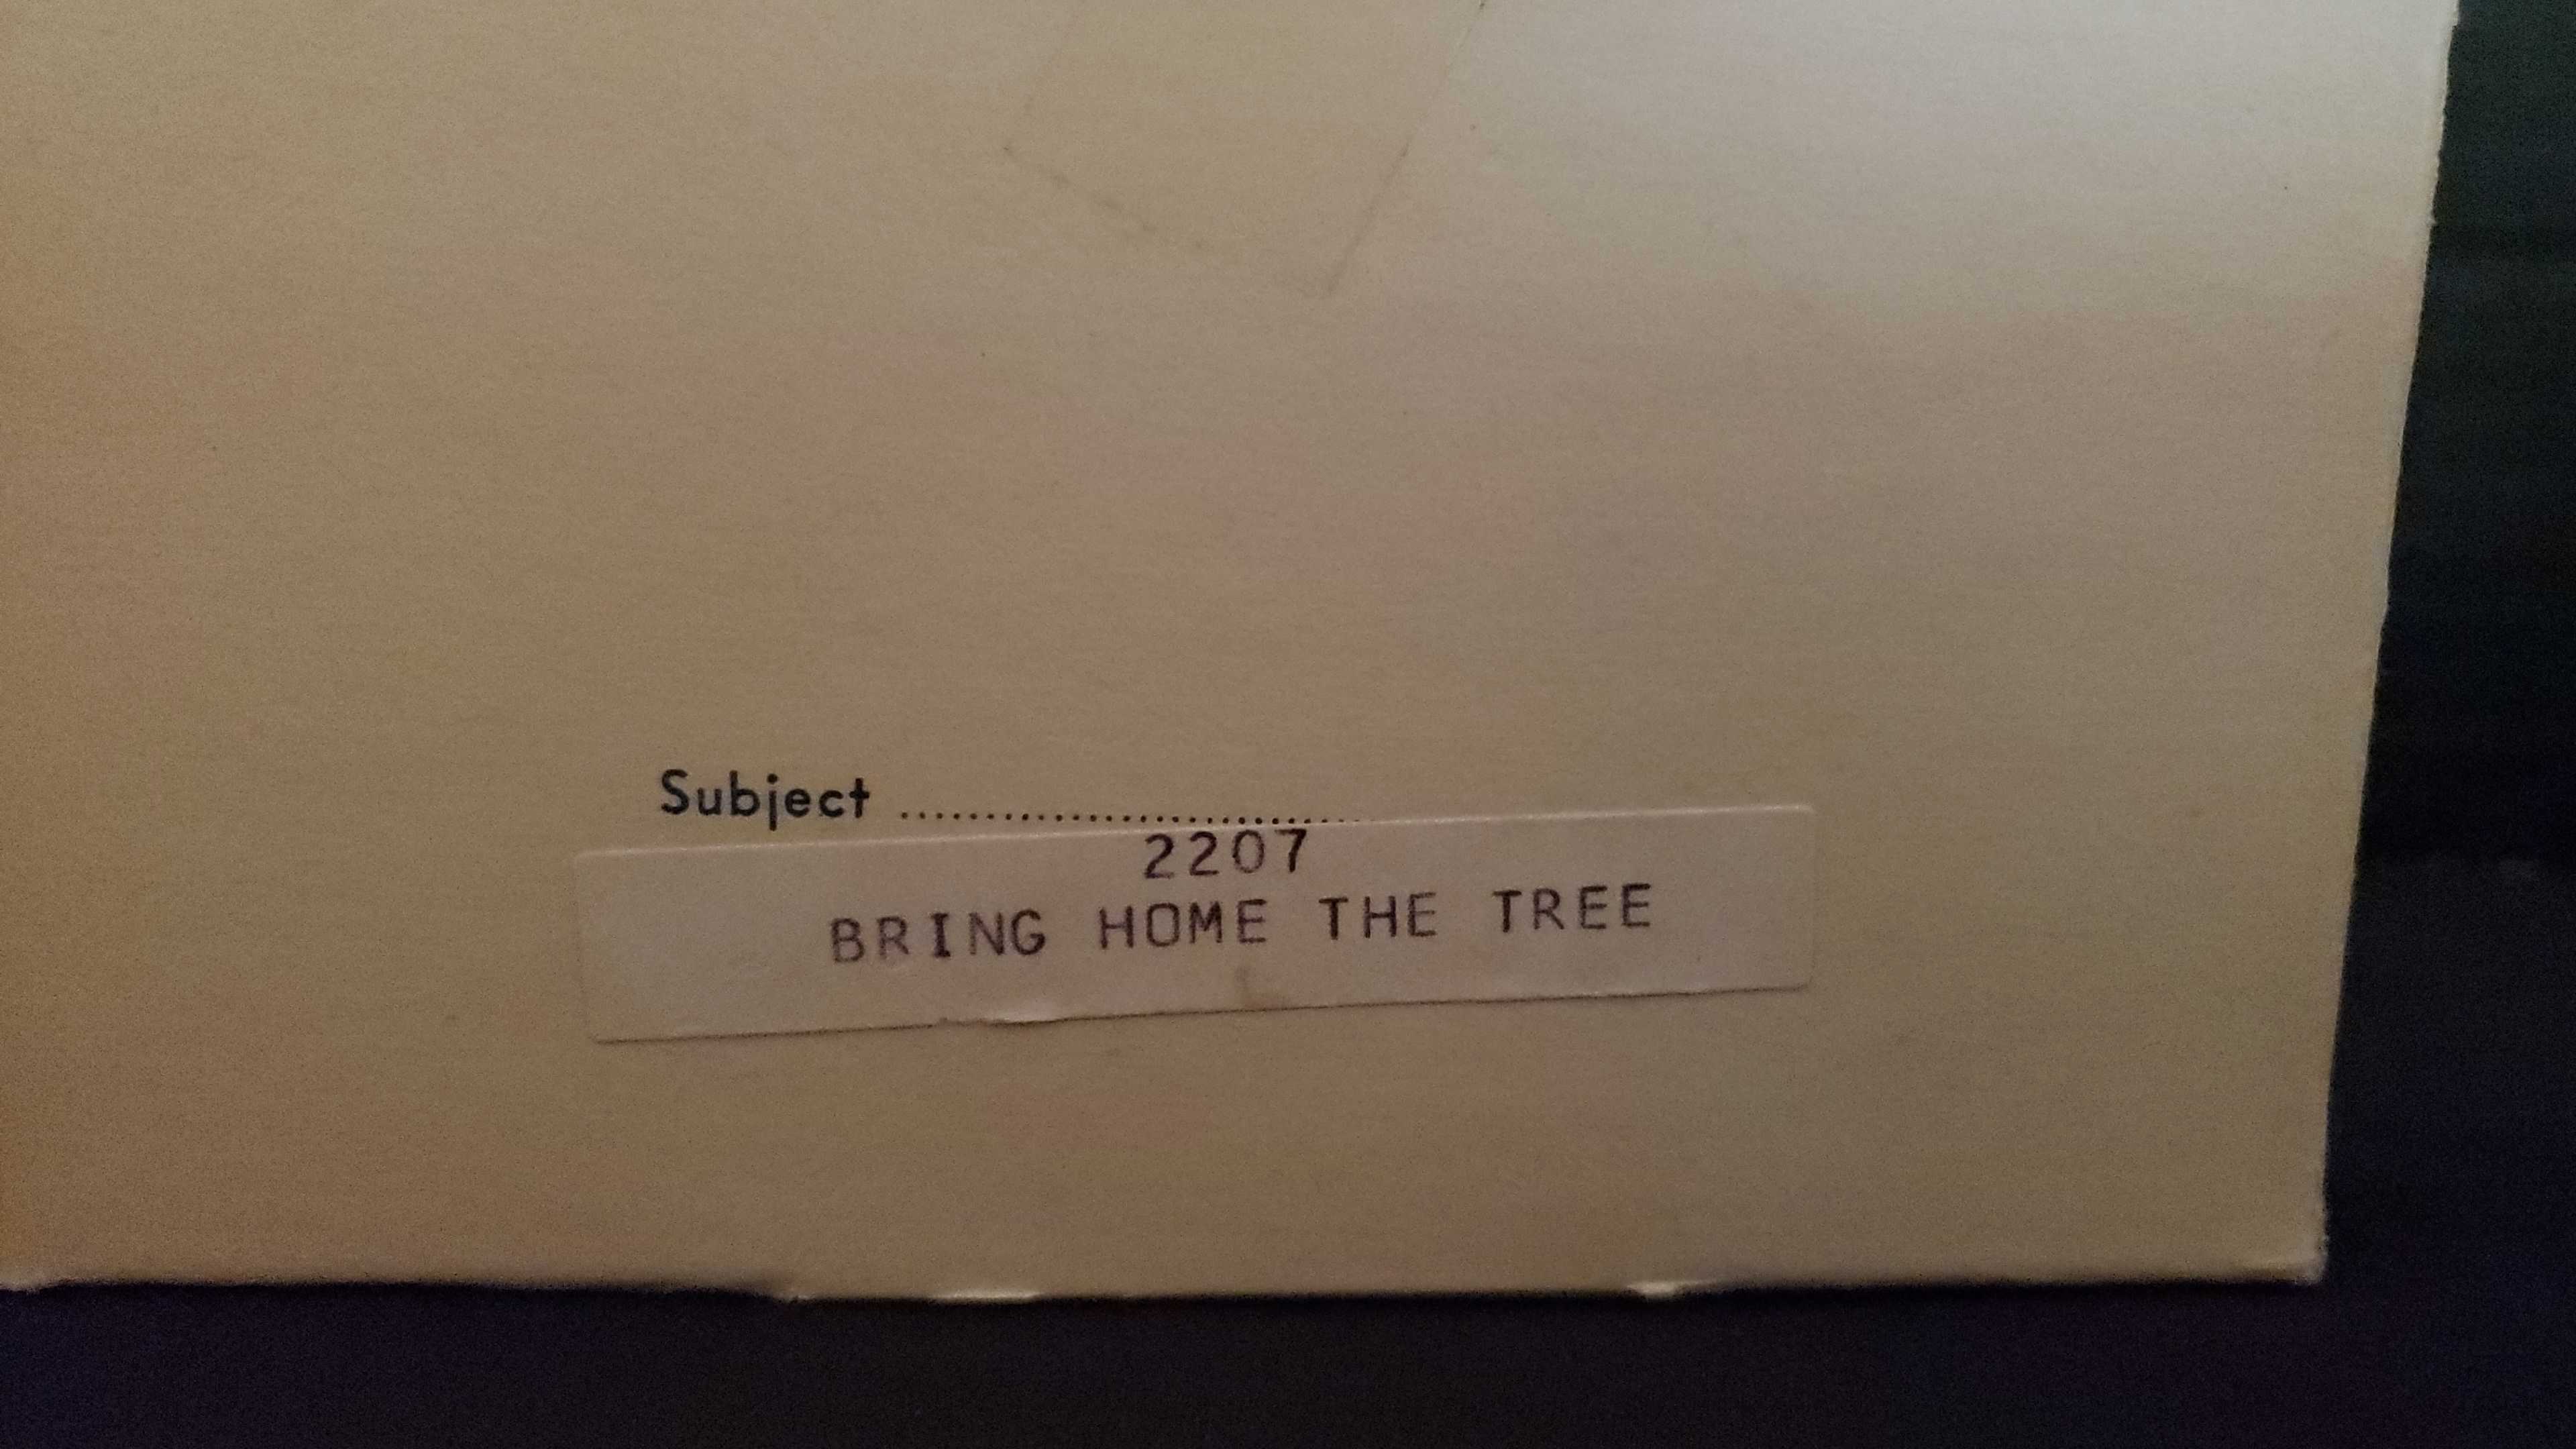 Subject ..............................
2207
BRING HOME THE TREE